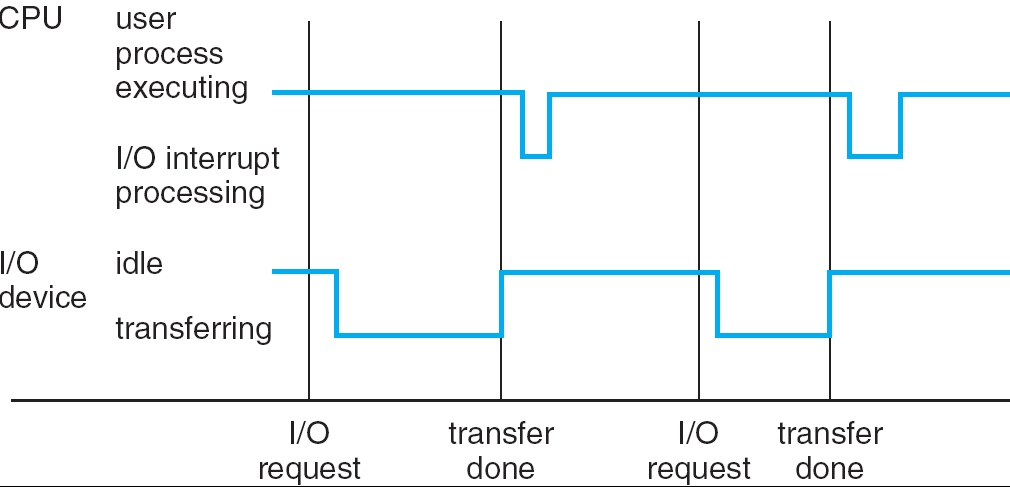 CPU user
process
executing
I/O interrupt
processing
I/O idle
device
transferring
I/O transfer I/O transfer
request done request done